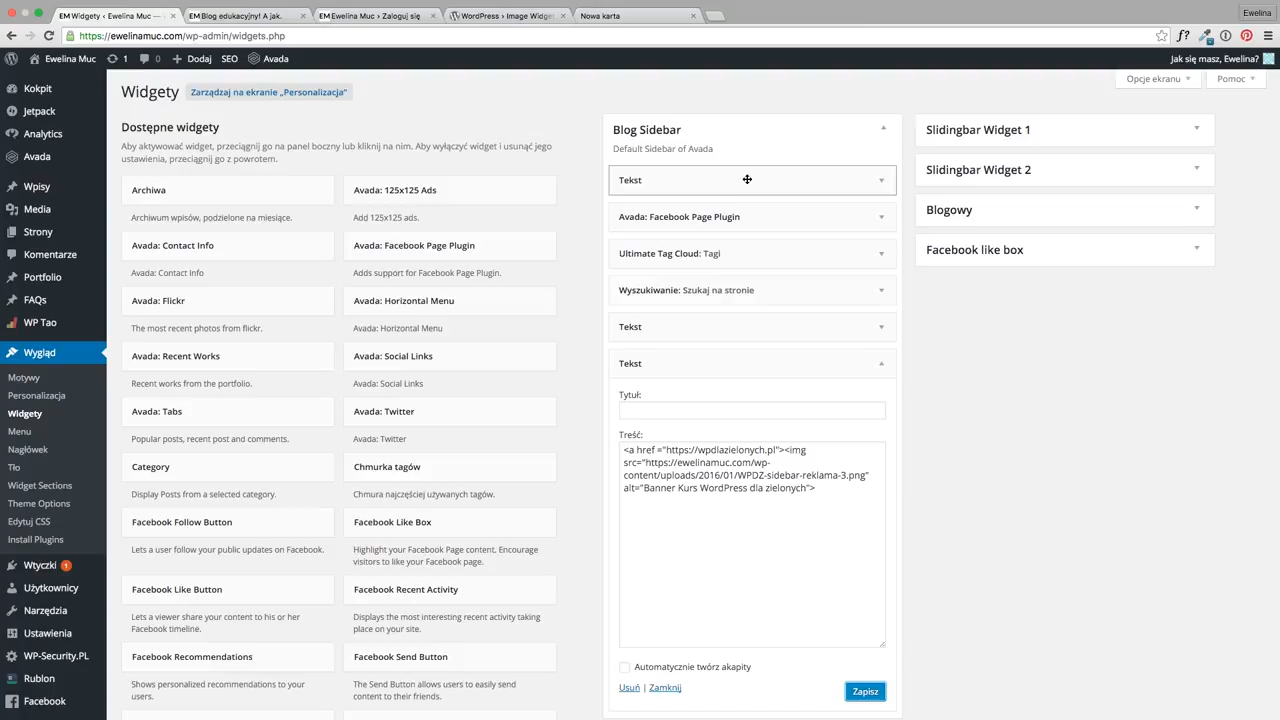 EM Widgety ‹ Ewelina Muc —
EM Blog edukacyjny! A jak.
EM Ewelina Muc › Zaloguj się
WordPress › Image Widge
Nowa karta
Ewelina
https://ewelinamuc.com/wp-admin/widgets.php
Ewelina Muc
1
0
Dodaj
SEO
Avada
Jak się masz, Ewelina?
Kokpit
Jetpack
Analytics
Avada
Wpisy
Media
Strony
Komentarze
Portfolio
FAQs
WP Tao
Wygląd
Motywy
Personalizacja
Widgety
Menu
Nagłówek
Tło
Widget Sections
Theme Options
Edytuj CSS
Install Plugins
Wtyczki 1
Użytkownicy
Narzędzia
Ustawienia
WP-Security.PL
Rublon
Facebook
Opcje ekranu
Pomoc
Widgety
Zarządzaj na ekranie „Personalizacja”
Dostępne widgety
Aby aktywować widget, przeciągnij go na panel boczny lub kliknij na nim. Aby wyłączyć widget i usunąć jego
ustawienia, przeciągnij go z powrotem.
Archiwa
Archiwum wpisów, podzielone na miesiące.
Avada: 125x125 Ads
Add 125x125 ads.
Avada: Contact Info
Avada: Contact Info
Avada: Facebook Page Plugin
Adds support for Facebook Page Plugin.
Avada: Flickr
The most recent photos from flickr.
Avada: Horizontal Menu
Avada: Horizontal Menu
Avada: Recent Works
Recent works from the portfolio.
Avada: Social Links
Avada: Social Links
Avada: Tabs
Popular posts, recent post and comments.
Avada: Twitter
Avada: Twitter
Category
Display Posts from a selected category.
Chmurka tagów
Chmura najczęściej używanych tagów.
Facebook Follow Button
Lets a user follow your public updates on Facebook.
Facebook Like Box
Highlight your Facebook Page content. Encourage
visitors to like your Facebook page.
Facebook Like Button
Lets a viewer share your content to his or her
Facebook timeline.
Facebook Recent Activity
Displays the most interesting recent activity taking
place on your site.
Facebook Recommendations
Shows personalized recommendations to your
users.
Facebook Send Button
The Send Button allows users to easily send
content to their friends.
Blog Sidebar
Default Sidebar of Avada
Tekst
Avada: Facebook Page Plugin
Ultimate Tag Cloud: Tagi
Wyszukiwanie: Szukaj na stronie
Tekst
Tekst
Tytuł:
Treść:
<a href ="https://wpdlazielonych.pl"><img
src="https://ewelinamuc.com/wp-
content/uploads/2016/01/WPDZ-sidebar-reklama-3.png"
alt="Banner Kurs WordPress dla zielonych">
Automatycznie twórz akapity
Usuń | Zamknij
Zapisz
Slidingbar Widget 1
Slidingbar Widget 2
Blogowy
Facebook like box